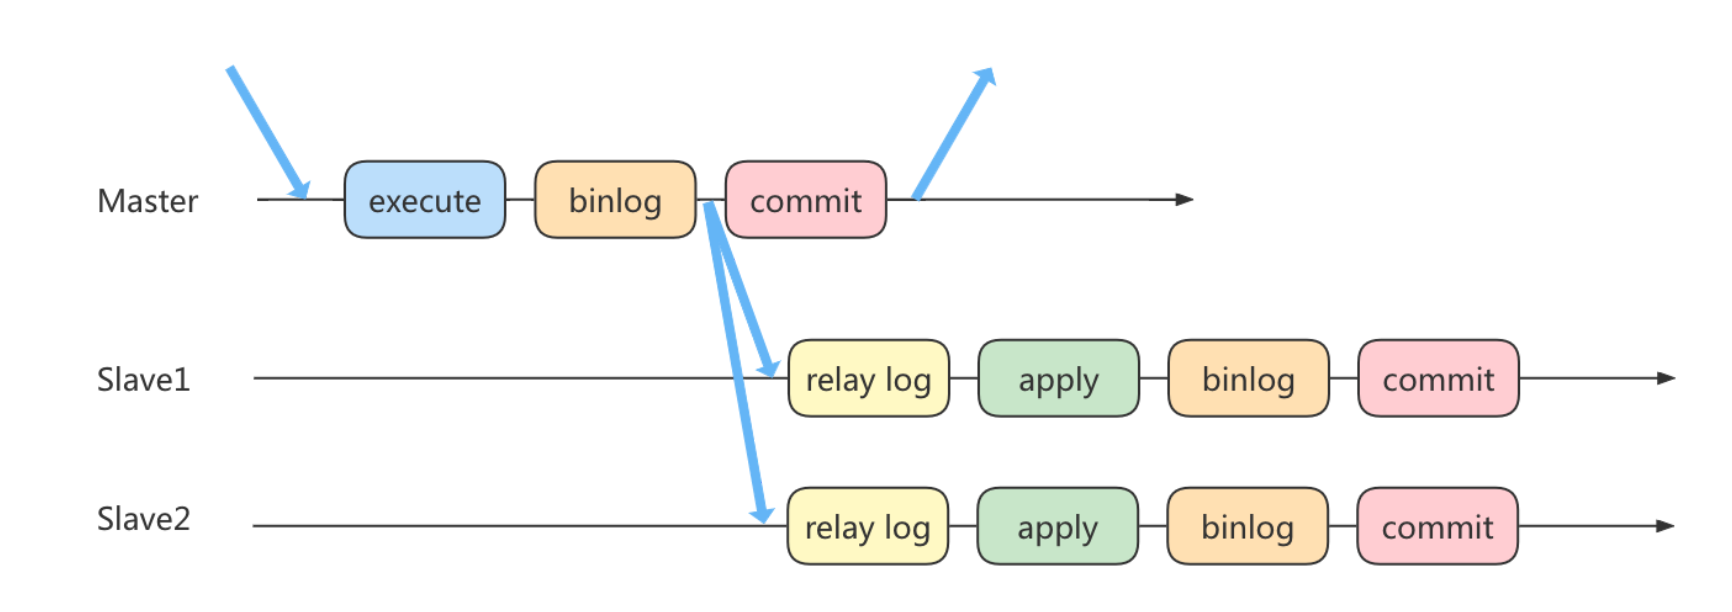 Master
execute
binlog
commit
Slave1
relay log
apply
binlog
commit
Slave2
relay log
apply
binlog
commit